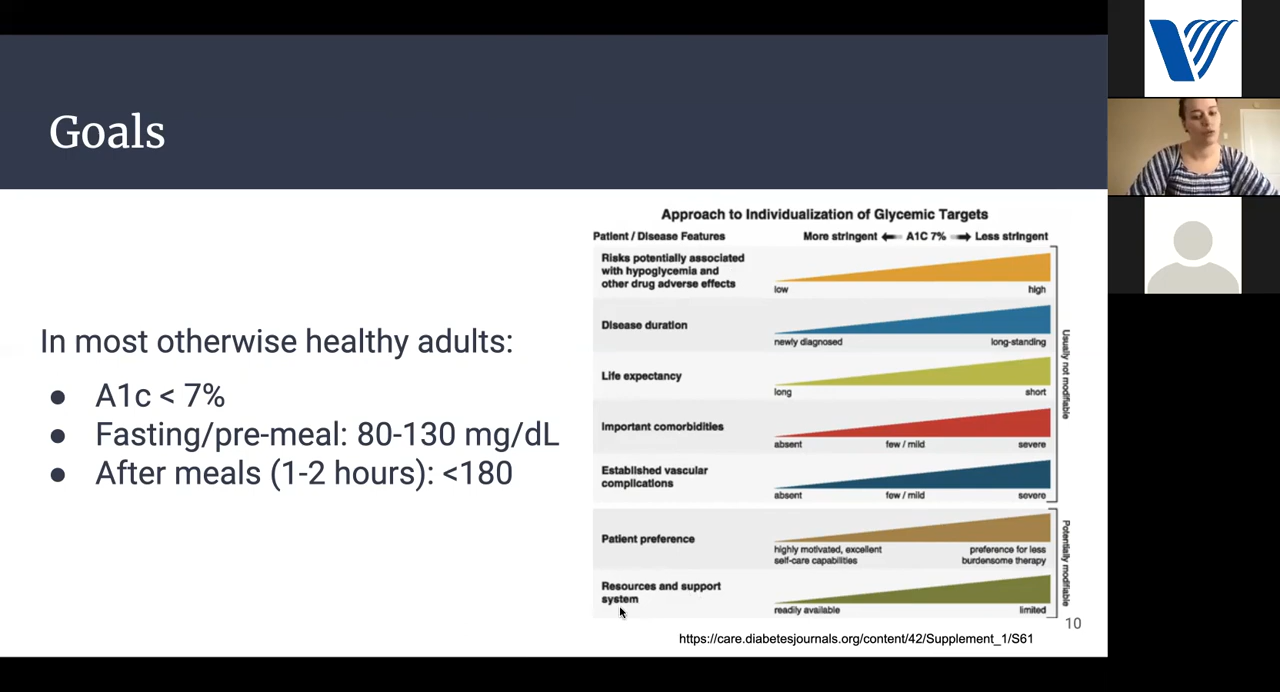 Goals
In most otherwise healthy adults:
● A1c < 7%
● Fasting/pre-meal: 80-130 mg/dL
● After meals (1-2 hours): <180
Approach to Individualization of Glycemic Targets
Patient / Disease Features
More stringent ⬅ A1C 7% ➡ Less stringent
Risks potentially associated
with hypoglycemia and
other drug adverse effects
low
high
Disease duration
newly diagnosed
long-standing
Life expectancy
long
short
Important comorbidities
absent
few / mild
severe
Established vascular
complications
absent
few / mild
severe
Usually not modifiable
Patient preference
highly motivated, excellent
self-care capabilities
preference for less
burdensome therapy
Resources and support
system
readily available
limited
Potentially modifiable
10
https://care.diabetesjournals.org/content/42/Supplement_1/S61